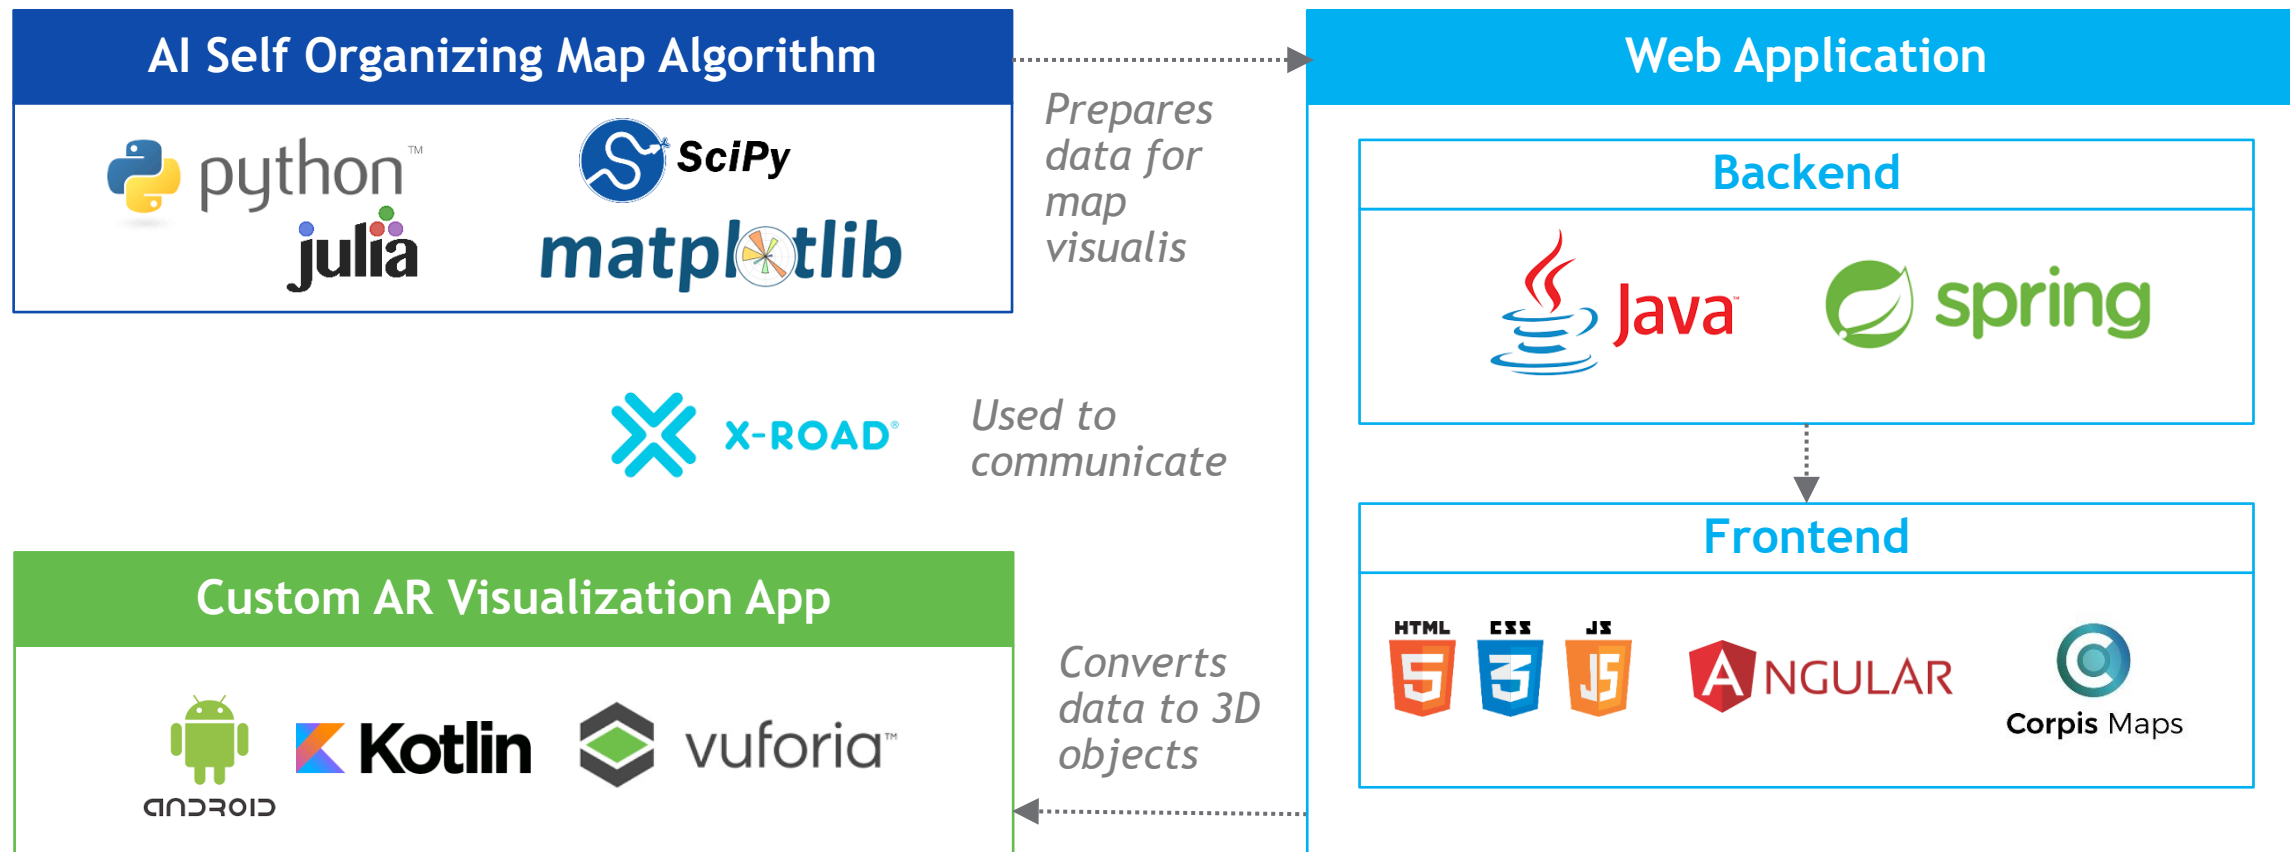 AI Self Organizing Map Algorithm
python™
SciPy
julia
matplotlib
Prepares
data for
map
visualis
Web Application
Backend
Java™
spring
X-ROAD®
Used to
communicate
Frontend
HTML
5
CSS
3
JS
JS
ANGULAR
Corpis Maps
Custom AR Visualization App
ANDROID
Kotlin
vuforia™
Converts
data to 3D
objects